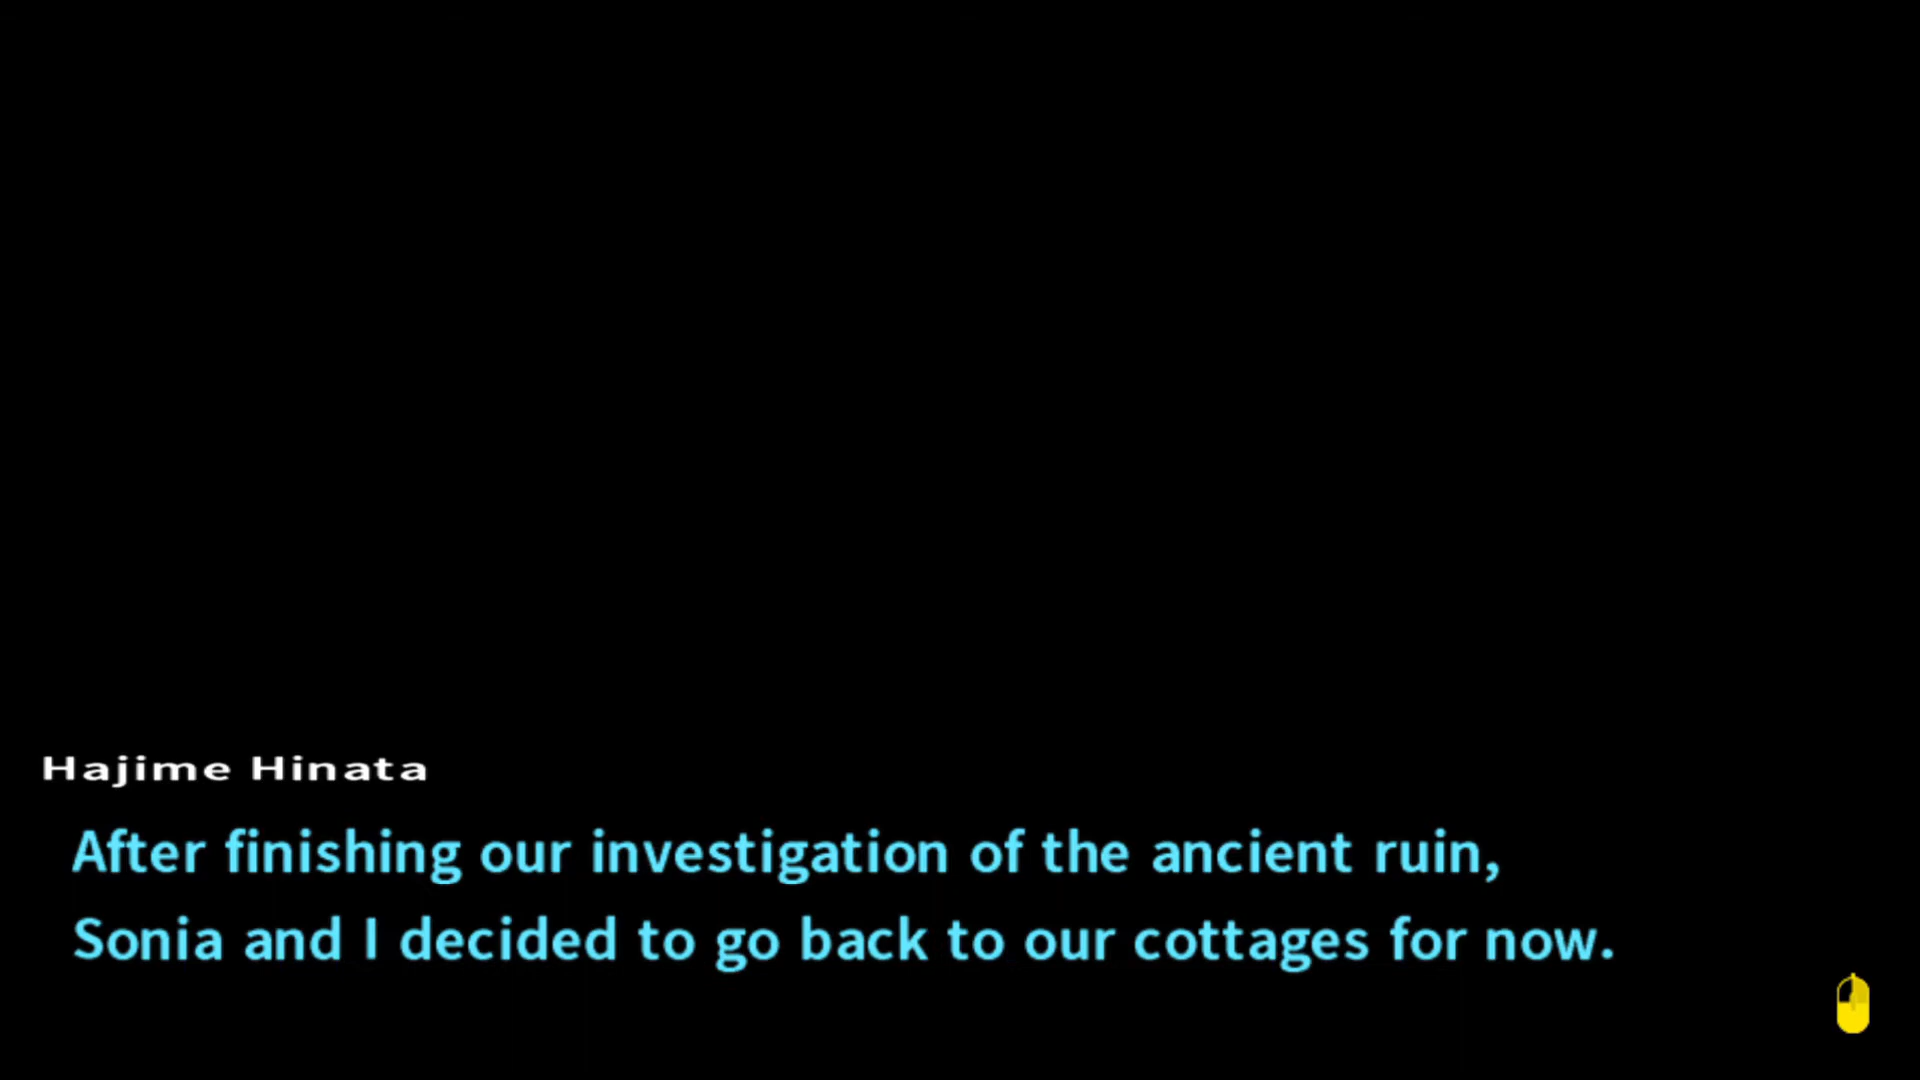 Hajime Hinata
After finishing our investigation of the ancient ruin,
Sonia and I decided to go back to our cottages for now.